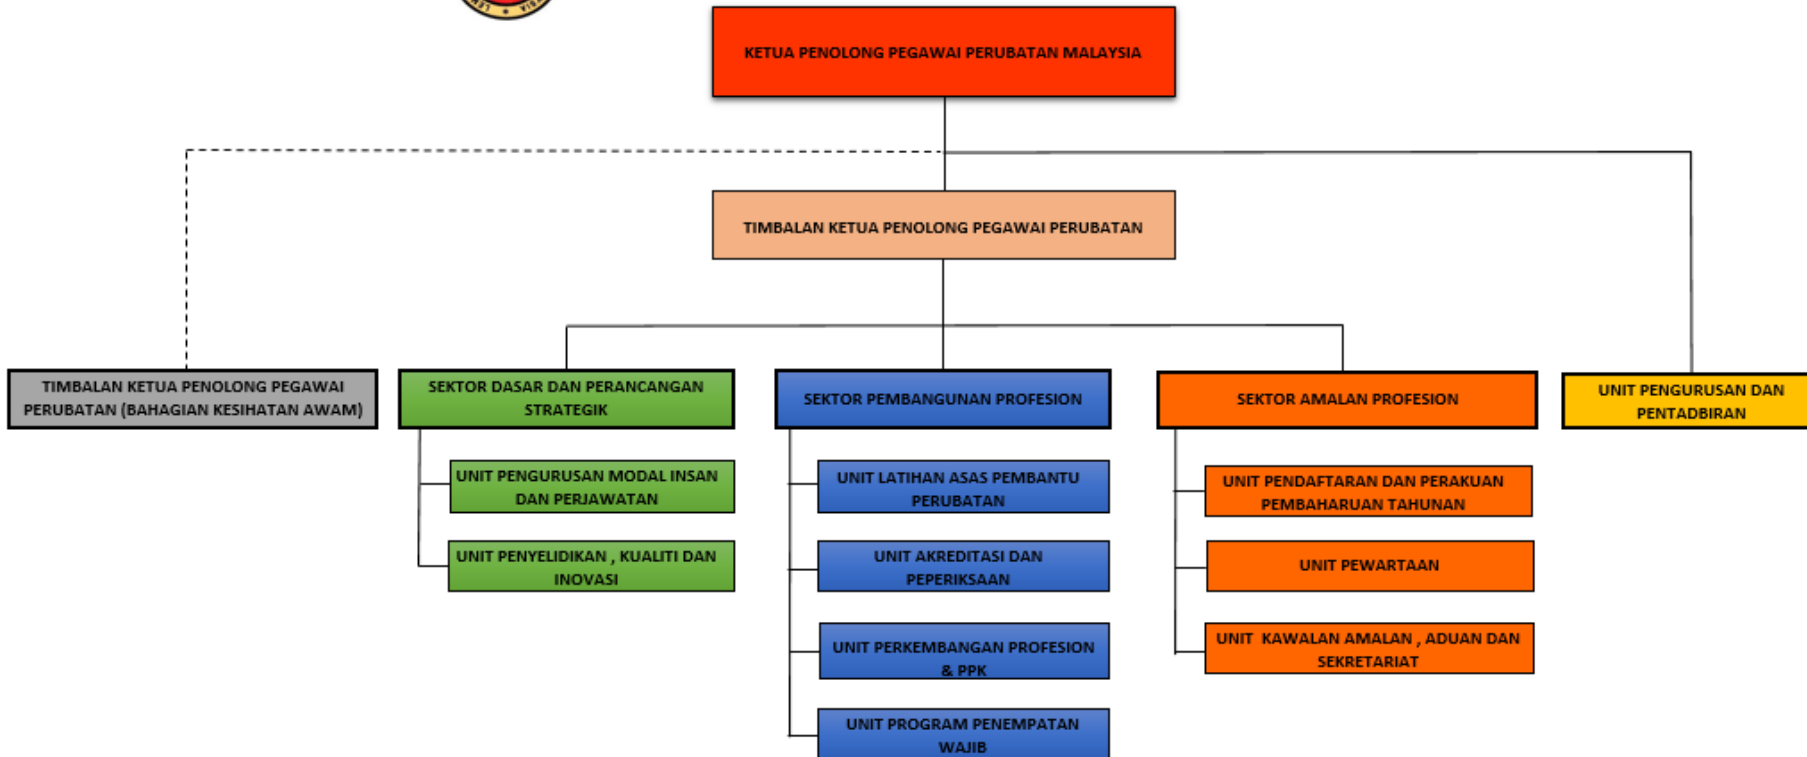 KETUA PENOLONG PEGAWAI PERUBATAN MALAYSIA
TIMBALAN KETUA PENOLONG PEGAWAI PERUBATAN
TIMBALAN KETUA PENOLONG PEGAWAI
PERUBATAN (BAHAGIAN KESIHATAN AWAM)
SEKTOR DASAR DAN PERANCANGAN
STRATEGIK
UNIT PENGURUSAN MODAL INSAN
DAN PERJAWATAN
UNIT PENYELIDIKAN , KUALITI DAN
INOVASI
SEKTOR PEMBANGUNAN PROFESION
UNIT LATIHAN ASAS PEMBANTU
PERUBATAN
UNIT AKREDITASI DAN
PEPERIKSAAN
UNIT PERKEMBANGAN PROFESION
& PPK
UNIT PROGRAM PENEMPATAN
WAJIB
SEKTOR AMALAN PROFESION
UNIT PENDAFTARAN DAN PERAKUAN
PEMBAHARUAN TAHUNAN
UNIT PEWARTAAN
UNIT  KAWALAN AMALAN , ADUAN DAN
SEKRETARIAT
UNIT PENGURUSAN DAN
PENTADBIRAN